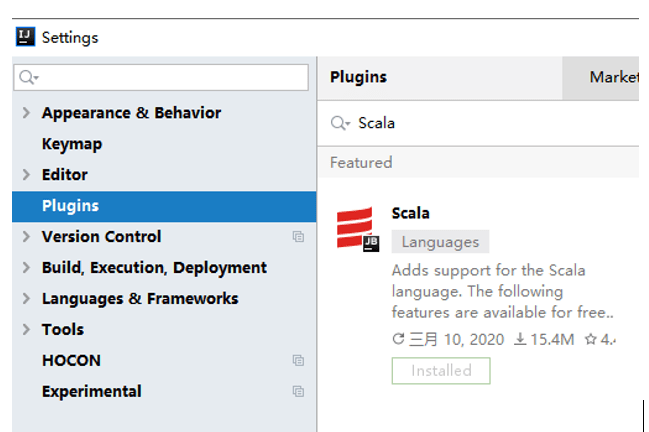 Settings
Appearance & Behavior
Keymap
Editor
Plugins
Version Control
Build, Execution, Deployment
Languages & Frameworks
Tools
HOCON
Experimental
Plugins
Market
Scala
Featured
Scala
Languages
Adds support for the Scala
language. The following
features are available for free..
三月 10, 2020 15.4M 4.
Installed